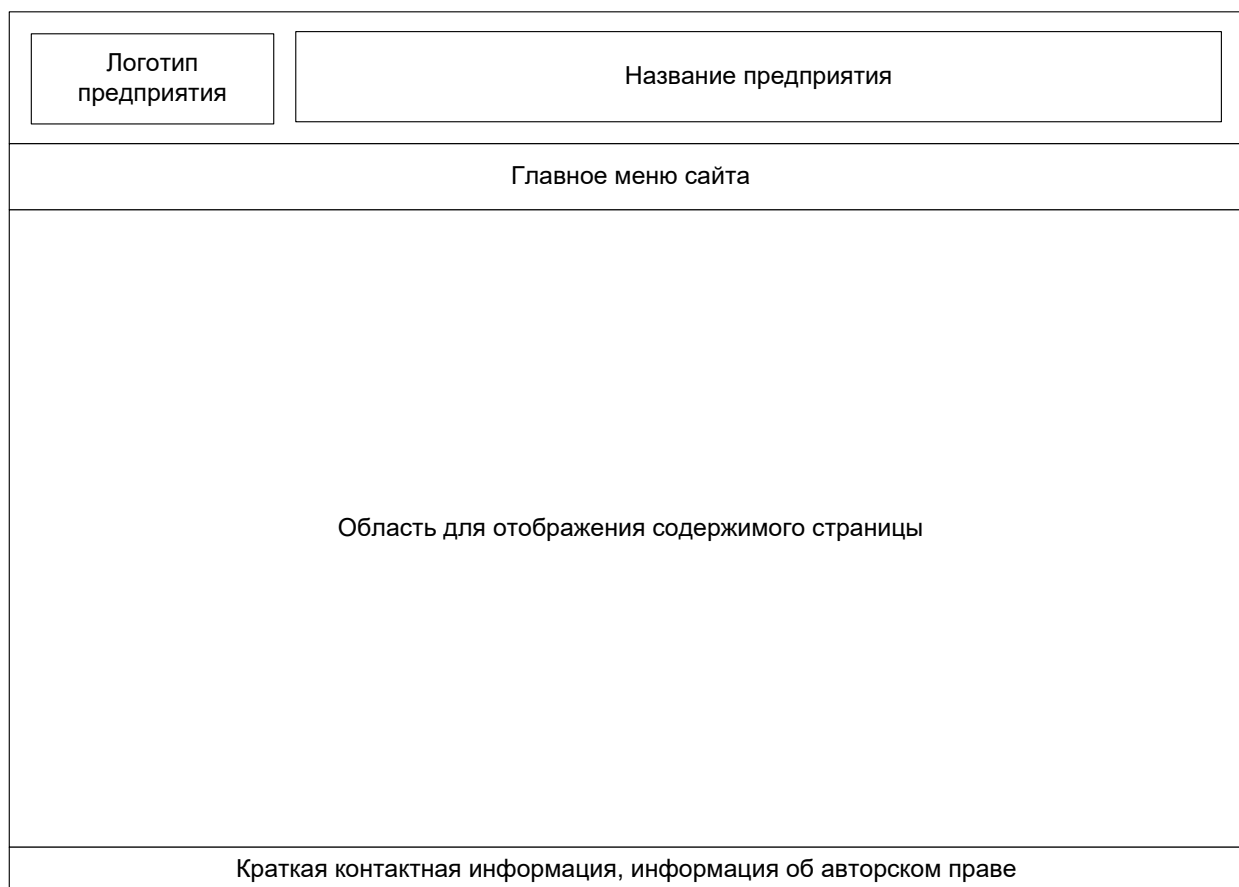 Логотип
предприятия
Название предприятия
Главное меню сайта
Область для отображения содержимого страницы
Краткая контактная информация, информация об авторском праве